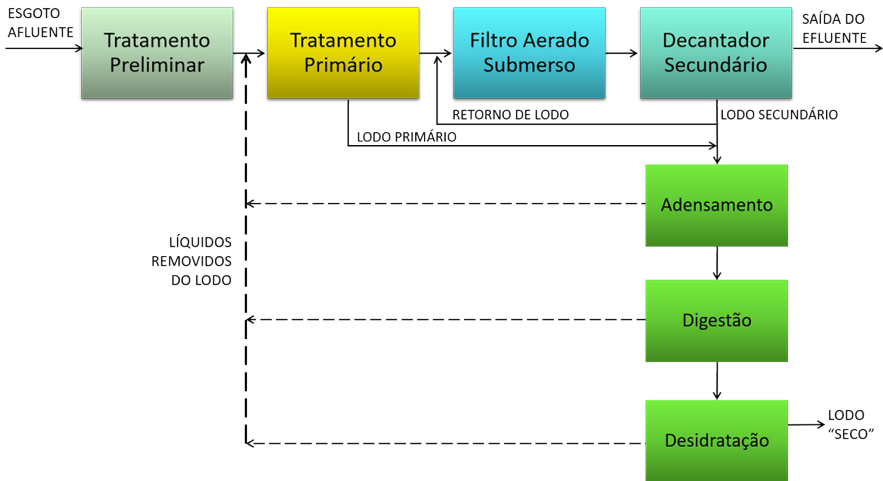 ESGOTO
AFLUENTE
Tratamento
Preliminar
Tratamento
Primário
Filtro Aerado
Submerso
Decantador
Secundário
SAÍDA DO
EFLUENTE
RETORNO DE LODO
LODO SECUNDÁRIO
LODO PRIMÁRIO
Adensamento
LÍQUIDOS
REMOVIDOS
DO LODO
Digestão
Desidratação
LODO
“SECO”